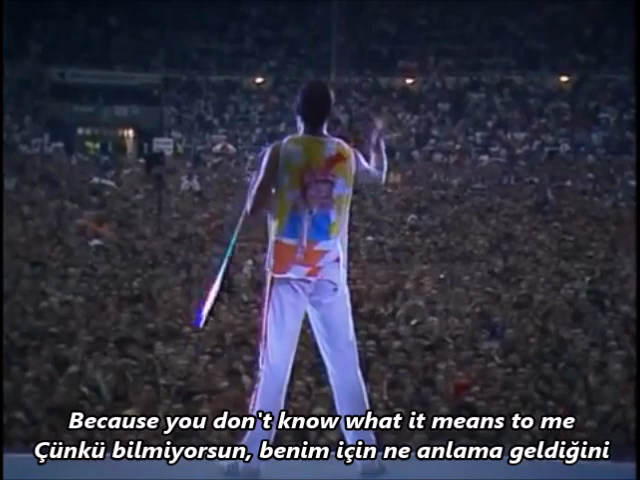 Because you don't know what it means to me
Çünkü bilmiyorsun, benim için ne anlama geldiğini